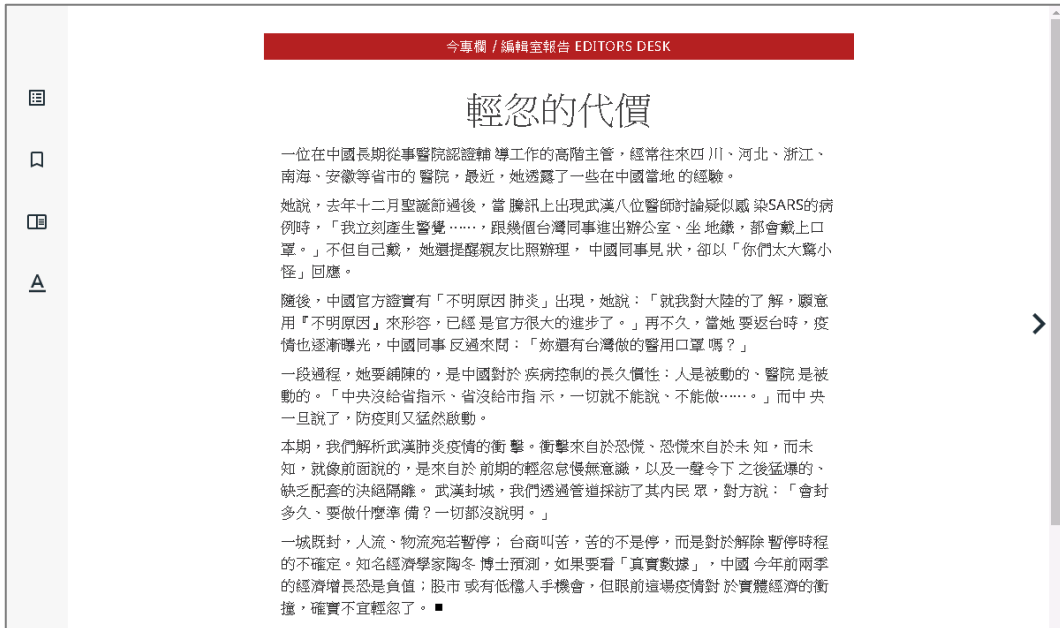 今專欄 / 編輯室報告 EDITORS DESK
輕忽的代價
一位在中國長期從事醫院認證輔 導工作的高階主管，經常往來四 川、河北、浙江、
南海、安徽等省市的 醫院，最近，她透露了一些在中國當地 的經驗。
她說，去年十二月聖誕節過後，當 騰訊上出現武漢八位醫師討論疑似感 染SARS的病
例時，「我立刻產生警覺 ……，跟幾個台灣同事進出辦公室、坐 地鐵，都會戴上口
罩。」不但自己戴， 她還提醒親友比照辦理， 中國同事見 狀，卻以「你們太大驚小
怪」回應。
隨後，中國官方證實有「不明原因 肺炎」出現，她說：「就我對大陸的了 解，願意
用『不明原因』來形容，已經 是官方很大的進步了。」再不久，當她 要返台時，疫
情也逐漸曝光，中國同事 反過來問：「妳還有台灣做的醫用口罩 嗎？」
一段過程，她要鋪陳的，是中國對於 疾病控制的長久慣性：人是被動的、醫院 是被
動的。「中央沒給省指示、省沒給市指 示，一切就不能說、不能做……。」而中 央
一旦說了，防疫則又猛然啟動。
本期，我們解析武漢肺炎疫情的衝 擊。衝擊來自於恐慌、恐慌來自於未 知，而未
知，就像前面說的，是來自於 前期的輕忽怠慢無意識，以及一聲令下 之後猛爆的、
缺乏配套的決絕隔離。 武漢封城，我們透過管道採訪了其內民 眾，對方說：「會封
多久、要做什麼準 備？一切都沒說明。」
一城既封，人流、物流宛若暫停； 台商叫苦，苦的不是停，而是對於解除 暫停時程
的不確定。知名經濟學家陶冬 博士預測，如果要看「真實數據」，中國 今年前兩季
的經濟增長恐是負值；股市 或有低檔入手機會，但眼前這場疫情對 於實體經濟的衝
撞，確實不宜輕忽了。■